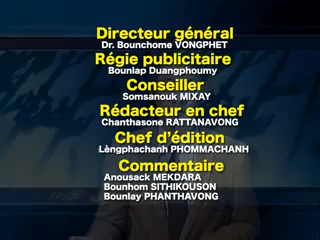 Directeur général
Dr. Bounchome VONGPHET
Régie publicitaire
Bounlap Duangphoumy
Conseiller
Somsanouk MIXAY
Rédacteur en chef
Chanthasone RATTANAVONG
Chef d’édition
Lèngphachanh PHOMMACHANH
Commentaire
Anousack MEKDARA
Bounhom SITHIKOUSON
Bounlay PHANTHAVONG